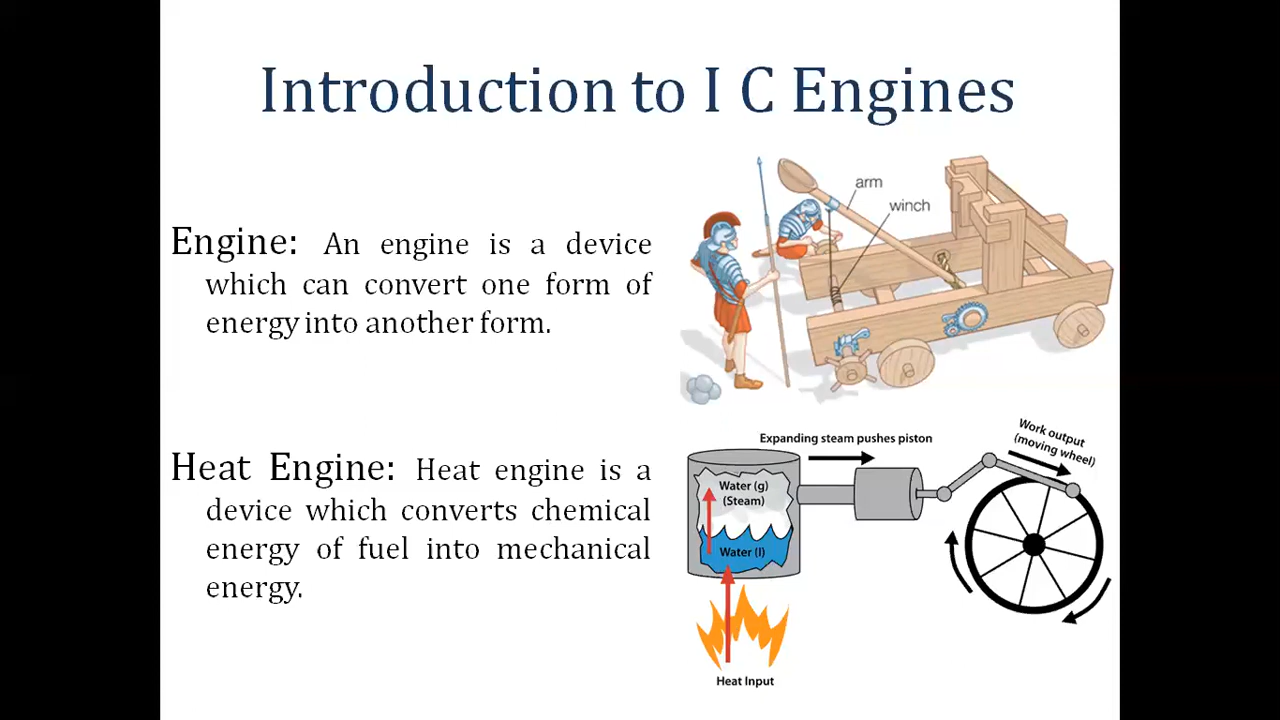 Introduction to I C Engines
Engine: An engine is a device
which can convert one form of
energy into another form.
arm
winch
Heat Engine: Heat engine is a
device which converts chemical
energy of fuel into mechanical
energy.
Expanding steam pushes piston
Work output
(moving wheel)
Water (g)
(Steam)
Water (l)
Heat Input